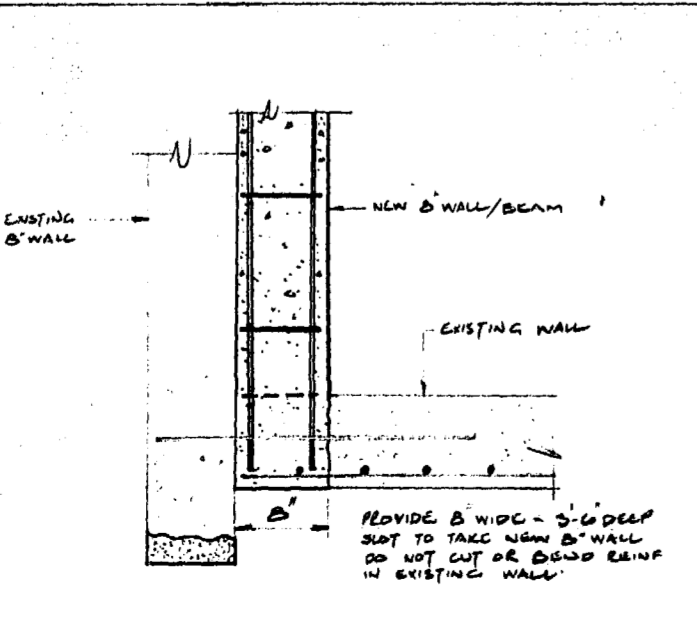 EXISTING
8" WALL
NEW 8" WALL/BEAM
EXISTING WALL
8"
PROVIDE 8" WIDE - 3'-6" DEEP
SLOT TO TAKE NEW 8" WALL
DO NOT CUT OR BEND REINF
IN EXISTING WALL.